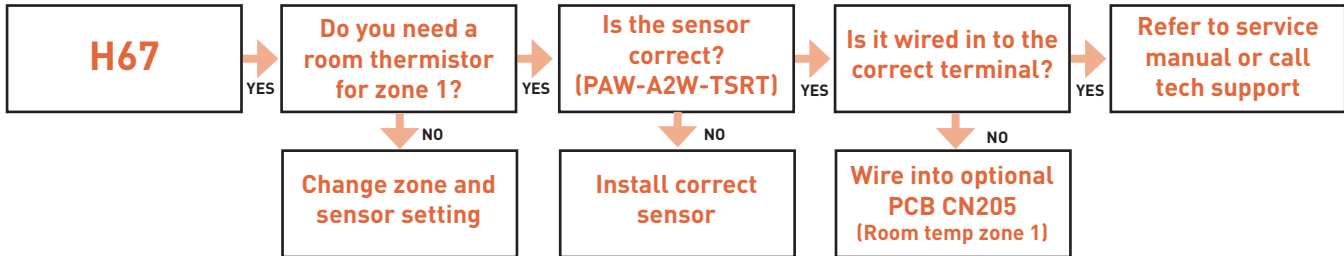 H67
YES
Do you need a
room thermistor
for zone 1?
YES
Is the sensor
correct?
(PAW-A2W-TSRT)
YES
Is it wired in to the
correct terminal?
YES
Refer to service
manual or call
tech support
NO
Change zone and
sensor setting
NO
Install correct
sensor
NO
Wire into optional
PCB CN205
(Room temp zone 1)